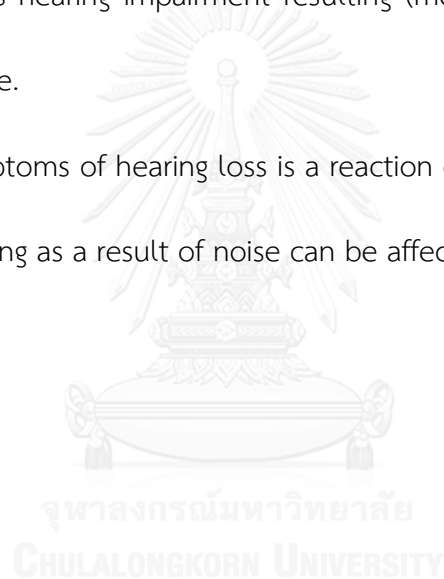 hearing impairment resulting
e.
ptoms of hearing loss is a reaction
ng as a result of noise can be affec
จุฬาลงกรณ์มหาวิทยาลัย
CHULALONGKORN UNIVERSITY